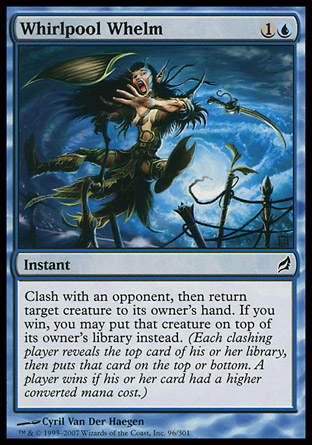 Whirlpool Whelm 1
Instant
Clash with an opponent, then return
target creature to its owner's hand. If you
win, you may put that creature on top of
its owner's library instead. (Each clashing
player reveals the top card of his or her library,
then puts that card on the top or bottom. A
player wins if his or her card had a higher
converted mana cost.)
Cyril Van Der Haegen
™ & © 1993-2007 Wizards of the Coast, Inc. 96/301